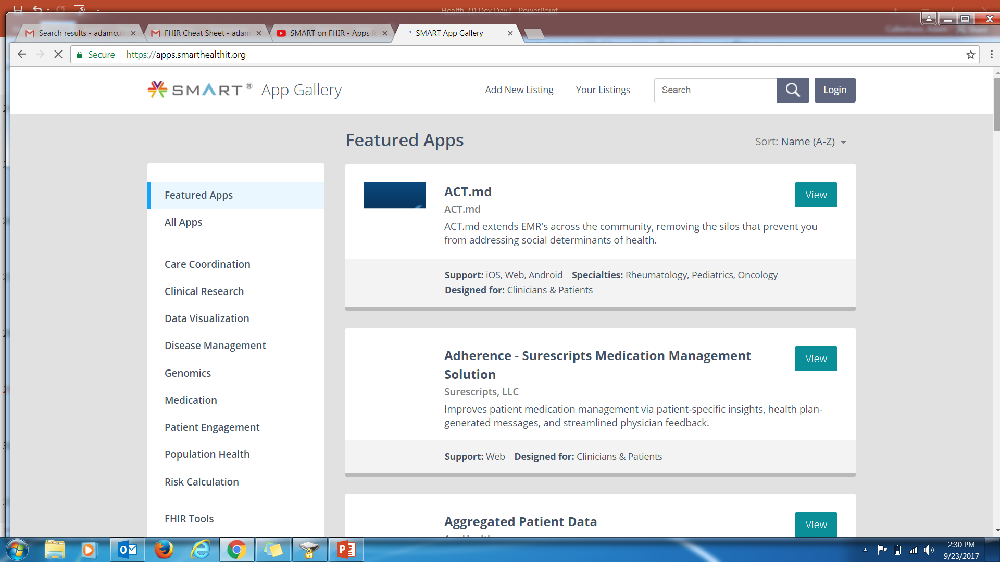 Health 2.0 Dev Day2 - PowerPoint
Search results - adamcul
FHIR Cheat Sheet - adam
SMART on FHIR - Apps f
SMART App Gallery
Secure
https://apps.smarthealthit.org
SMART® App Gallery
Add New Listing
Your Listings
Search
Login
Featured Apps
Sort: Name (A-Z)
Featured Apps
All Apps
Care Coordination
Clinical Research
Data Visualization
Disease Management
Genomics
Medication
Patient Engagement
Population Health
Risk Calculation
FHIR Tools
ACT.md
View
ACT.md
ACT.md extends EMR's across the community, removing the silos that prevent you
from addressing social determinants of health.
Support: iOS, Web, Android Specialties: Rheumatology, Pediatrics, Oncology
Designed for: Clinicians & Patients
Adherence - Surescripts Medication Management
Solution
View
Surescripts, LLC
Improves patient medication management via patient-specific insights, health plan-
generated messages, and streamlined physician feedback.
Support: Web Designed for: Clinicians & Patients
Aggregated Patient Data
View
2:30 PM
9/23/2017